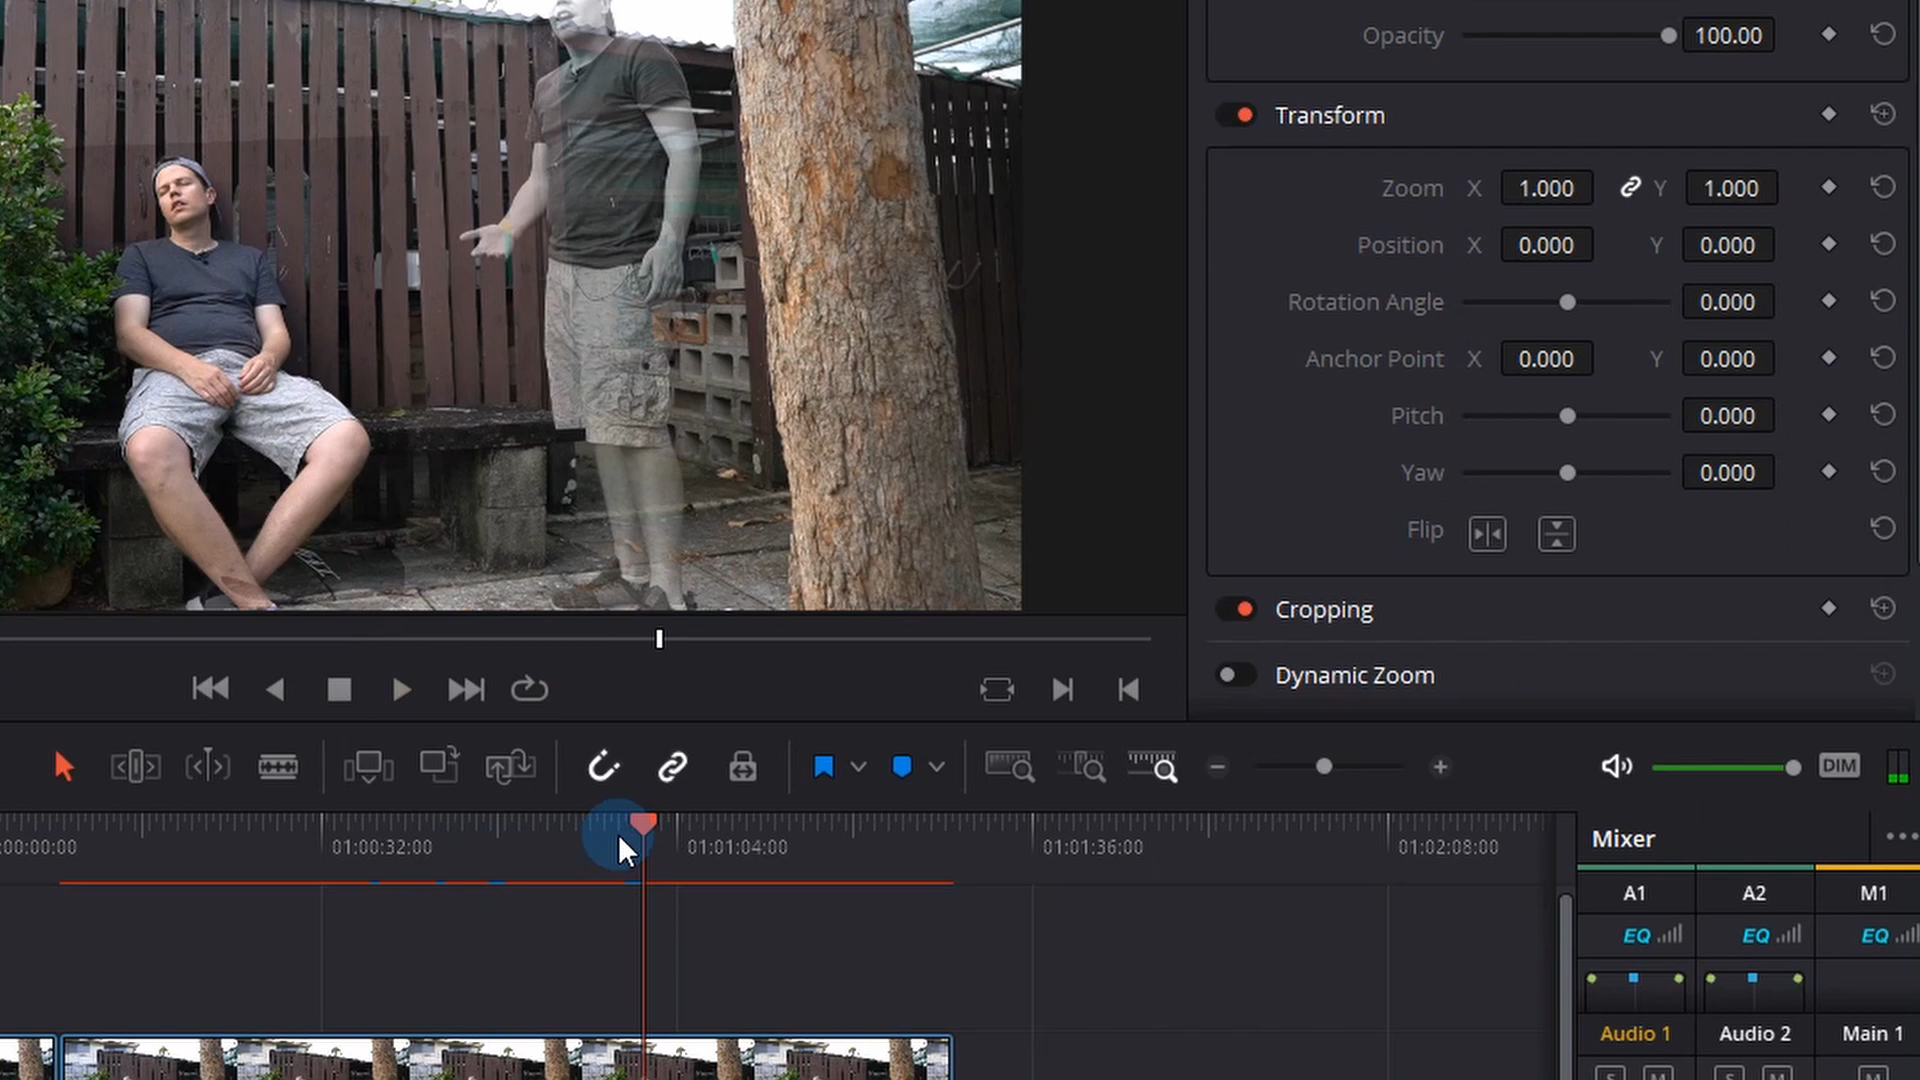 Opacity 100.00
Transform
Zoom X 1.000 Y 1.000
Position X 0.000 Y 0.000
Rotation Angle 0.000
Anchor Point X 0.000 Y 0.000
Pitch 0.000
Yaw 0.000
Flip
Cropping
Dynamic Zoom
DIM
:00:00:00 01:00:32:00 01:01:04:00 01:01:36:00 01:02:08:00
Mixer
A1 A2 M1
EQ EQ EQ
Audio 1 Audio 2 Main 1
S M S M M